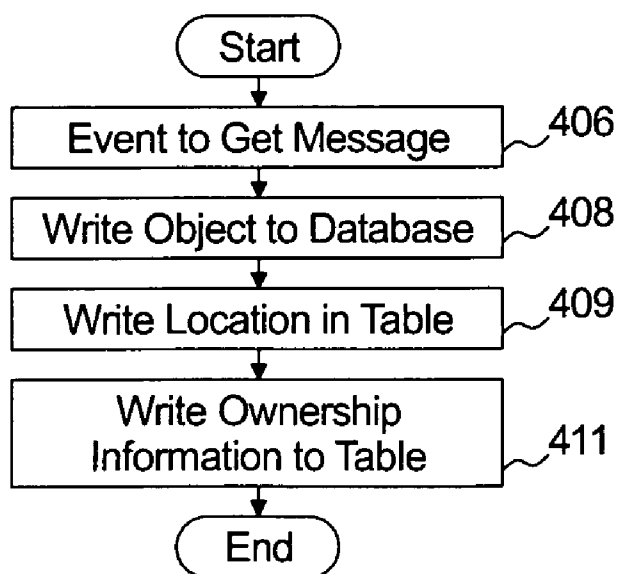 Start
Event to Get Message
406
Write Object to Database
408
Write Location in Table
409
Write Ownership
Information to Table
411
End